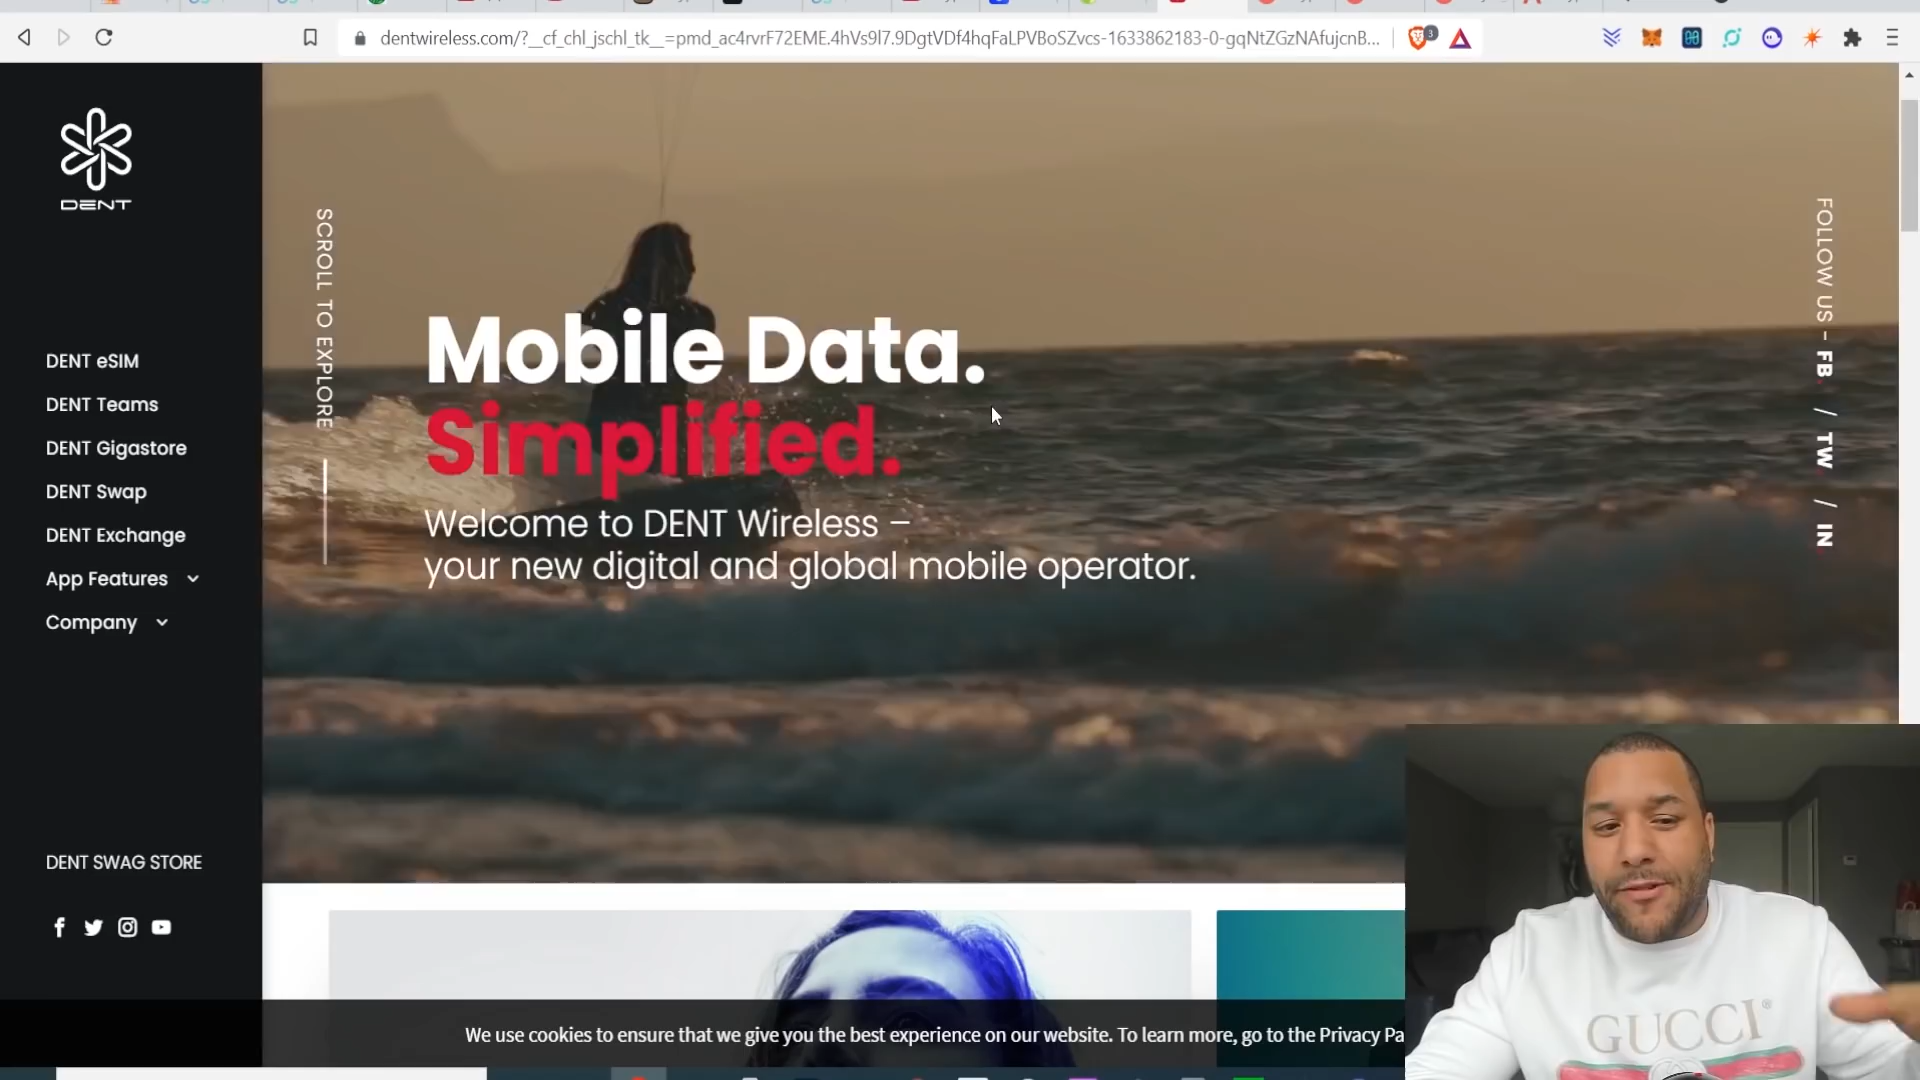 dentwireless.com/?__cf_chl_jschl_tk__=pmd_ac4rvrF72EME.4hVs9l7.9DgtVDf4hqFaLPVBoSZvcs-1633862183-0-gqNtZGzNAfujcnB...
3
DENT
DENT eSIM
DENT Teams
DENT Gigastore
DENT Swap
DENT Exchange
App Features
Company
DENT SWAG STORE
SCROLL TO EXPLORE
Mobile Data.
Simplified.
Welcome to DENT Wireless –
your new digital and global mobile operator.
FOLLOW US - FB / TW / IN
We use cookies to ensure that we give you the best experience on our website. To learn more, go to the Privacy Pa
GUCCI